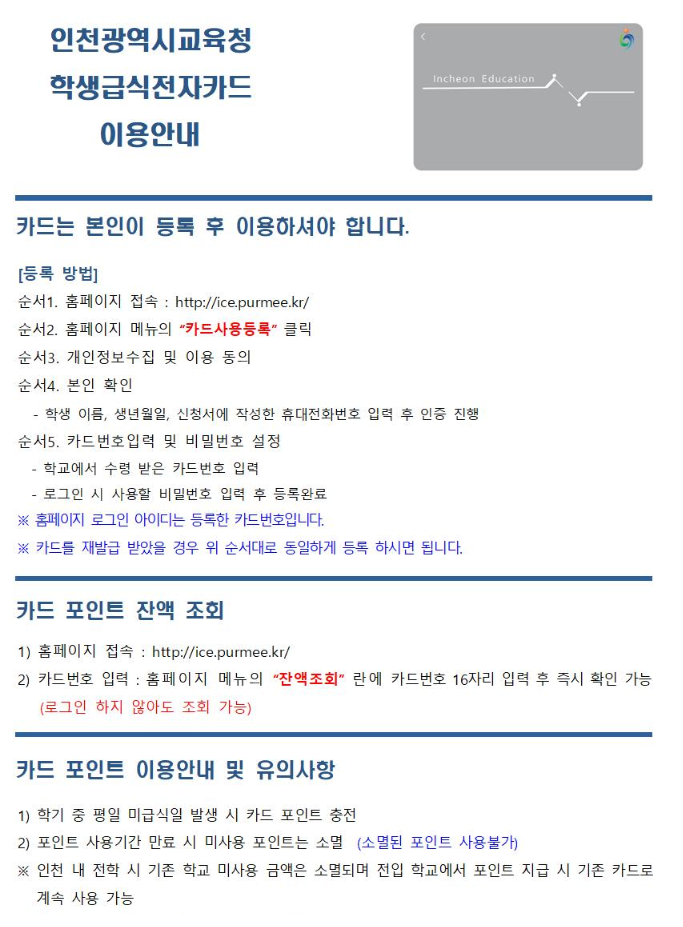 인천광역시교육청
학생급식전자카드
이용안내
Incheon Education
카드는 본인이 등록 후 이용하셔야 합니다.
[등록 방법]
순서1. 홈페이지 접속 : http://ice.purmee.kr/
순서2. 홈페이지 메뉴의 “카드사용등록” 클릭
순서3. 개인정보수집 및 이용 동의
순서4. 본인 확인
- 학생 이름, 생년월일, 신청서에 작성한 휴대전화번호 입력 후 인증 진행
순서5. 카드번호입력 및 비밀번호 설정
- 학교에서 수령 받은 카드번호 입력
- 로그인 시 사용할 비밀번호 입력 후 등록완료
※ 홈페이지 로그인 아이디는 등록한 카드번호입니다.
※ 카드를 재발급 받았을 경우 위 순서대로 동일하게 등록 하시면 됩니다.
카드 포인트 잔액 조회
1) 홈페이지 접속 : http://ice.purmee.kr/
2) 카드번호 입력 : 홈페이지 메뉴의 “잔액조회” 란에 카드번호 16자리 입력 후 즉시 확인 가능
(로그인 하지 않아도 조회 가능)
카드 포인트 이용안내 및 유의사항
1) 학기 중 평일 미급식일 발생 시 카드 포인트 충전
2) 포인트 사용기간 만료 시 미사용 포인트는 소멸 (소멸된 포인트 사용불가)
※ 인천 내 전학 시 기존 학교 미사용 금액은 소멸되며 전입 학교에서 포인트 지급 시 기존 카드로
계속 사용 가능